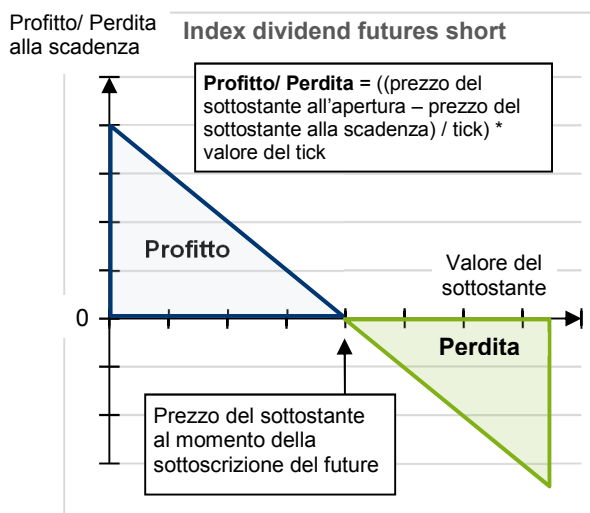 Profitto/ Perdita
alla scadenza
Index dividend futures short
Profitto/ Perdita = ((prezzo del
sottostante all'apertura – prezzo del
sottostante alla scadenza) / tick) *
valore del tick
Profitto
Valore del
sottostante
0
Perdita
Prezzo del sottostante
al momento della
sottoscrizione del future